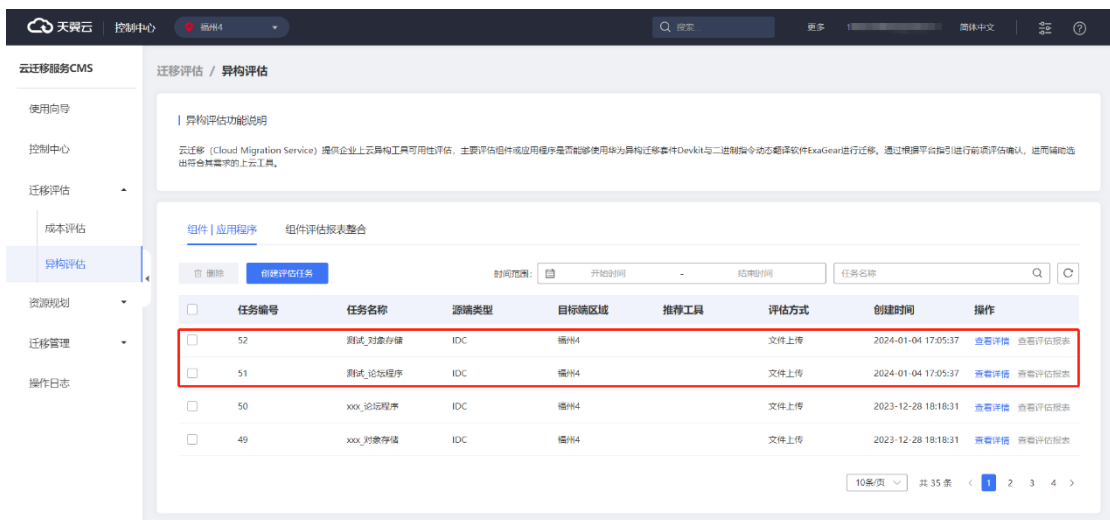 天翼云 控制中心 福州4 搜索... 更多 简体中文
云迁移服务CMS
使用向导
控制中心
迁移评估
成本评估
异构评估
资源规划
迁移管理
操作日志
迁移评估 / 异构评估
异构评估功能说明
云迁移（Cloud Migration Service）提供企业上云异构工具可用性评估，主要评估组件或应用程序是否能够使用华为异构迁移套件Devkit与二进制指令动态翻译软件ExaGear进行迁移。通过根据平台指引进行前项评估确认，进而辅助选
出符合其需求的上云工具。
组件 | 应用程序 组件评估报表整合
删除 创建评估任务 时间范围: 开始时间 - 结束时间 任务名称
任务编号 任务名称 源端类型 目标端区域 推荐工具 评估方式 创建时间 操作
52 测试_对象存储 IDC 福州4 文件上传 2024-01-04 17:05:37 查看详情 查看评估报表
51 测试_论坛程序 IDC 福州4 文件上传 2024-01-04 17:05:37 查看详情 查看评估报表
50 xxx_论坛程序 IDC 福州4 文件上传 2023-12-28 18:18:31 查看详情 查看评估报表
49 xxx_对象存储 IDC 福州4 文件上传 2023-12-28 18:18:31 查看详情 查看评估报表
10条/页 共 35 条 < 1 2 3 4 >